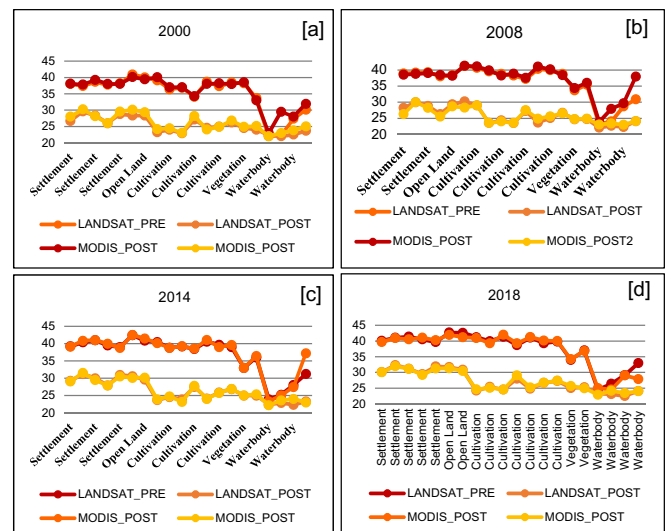 2000 [a]
45
40
35
30
25
20
Settlement Settlement Settlement Open Land Cultivation Cultivation Cultivation Vegetation Waterbody Waterbody
LANDSAT_PRE LANDSAT_POST
MODIS_POST MODIS_POST
2008 [b]
40
35
30
25
20
15
Settlement Settlement Open Land Cultivation Cultivation Cultivation Vegetation Waterbody Waterbody
LANDSAT_PRE LANDSAT_POST
MODIS_POST MODIS_POST2
2014 [c]
45
40
35
30
25
20
Settlement Settlement Settlement Open Land Cultivation Cultivation Cultivation Vegetation Waterbody Waterbody
LANDSAT_PRE LANDSAT_POST
MODIS_POST MODIS_POST
2018 [d]
45
40
35
30
25
20
Settlement Settlement Settlement Settlement Settlement Open Land Open Land Cultivation Cultivation Cultivation Cultivation Cultivation Cultivation Cultivation Vegetation Vegetation Waterbody Waterbody Waterbody Waterbody
LANDSAT_PRE LANDSAT_POST
MODIS_POST MODIS_POST